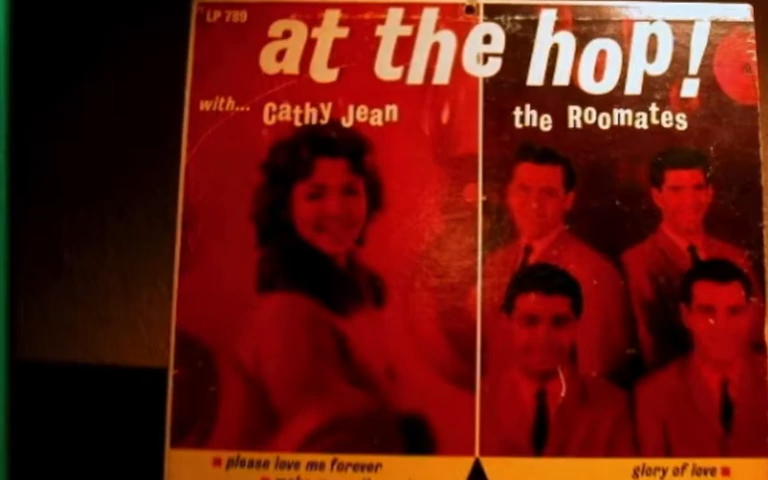 LP 789
at the hop!
with... Cathy Jean
the Roomates
please love me forever
glory of love